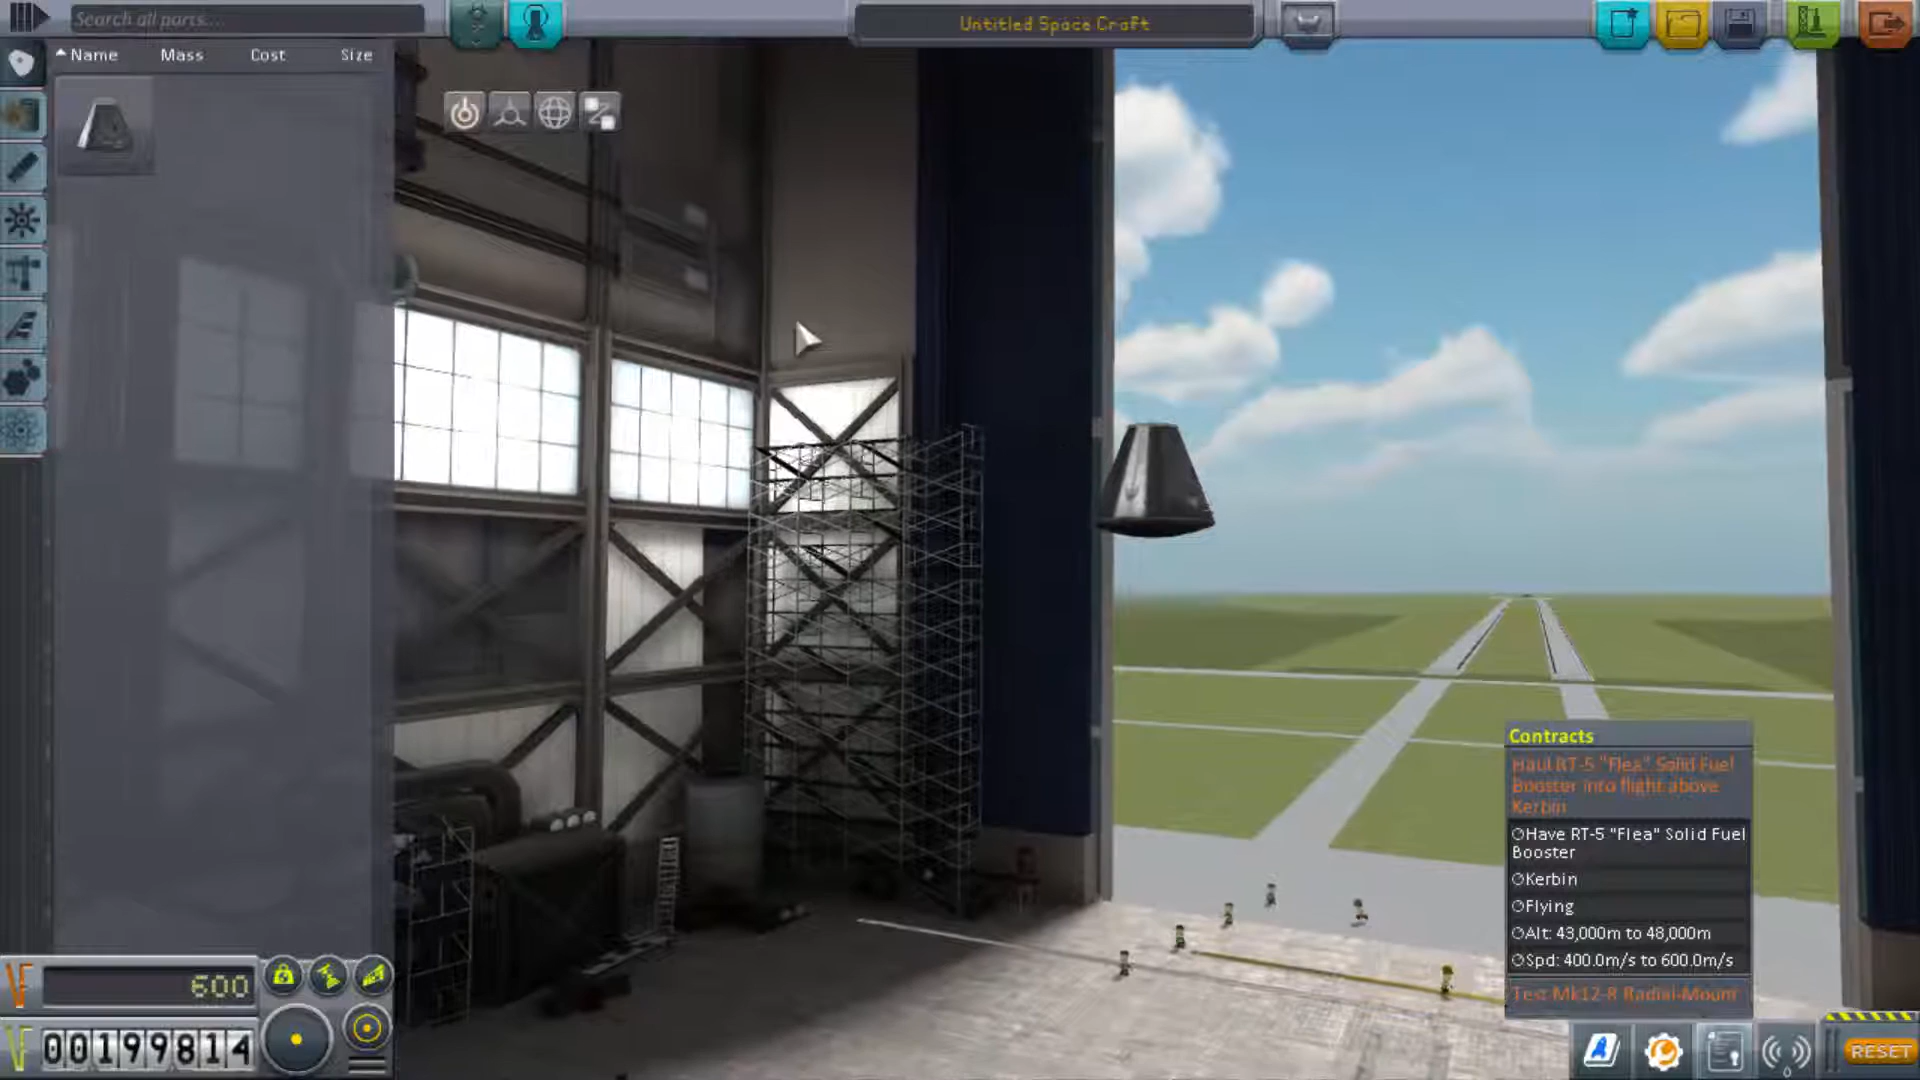 Search all parts...
Untitled Space Craft
Name Mass Cost Size
Contracts
Haul RT-5 "Flea" Solid Fuel
Booster into flight above
Kerbin
Have RT-5 "Flea" Solid Fuel
Booster
Kerbin
Flying
Alt: 43,000m to 48,000m
Spd: 400.0m/s to 600.0m/s
Test Mk12-R Radial-Mount
600
00199814
RESET